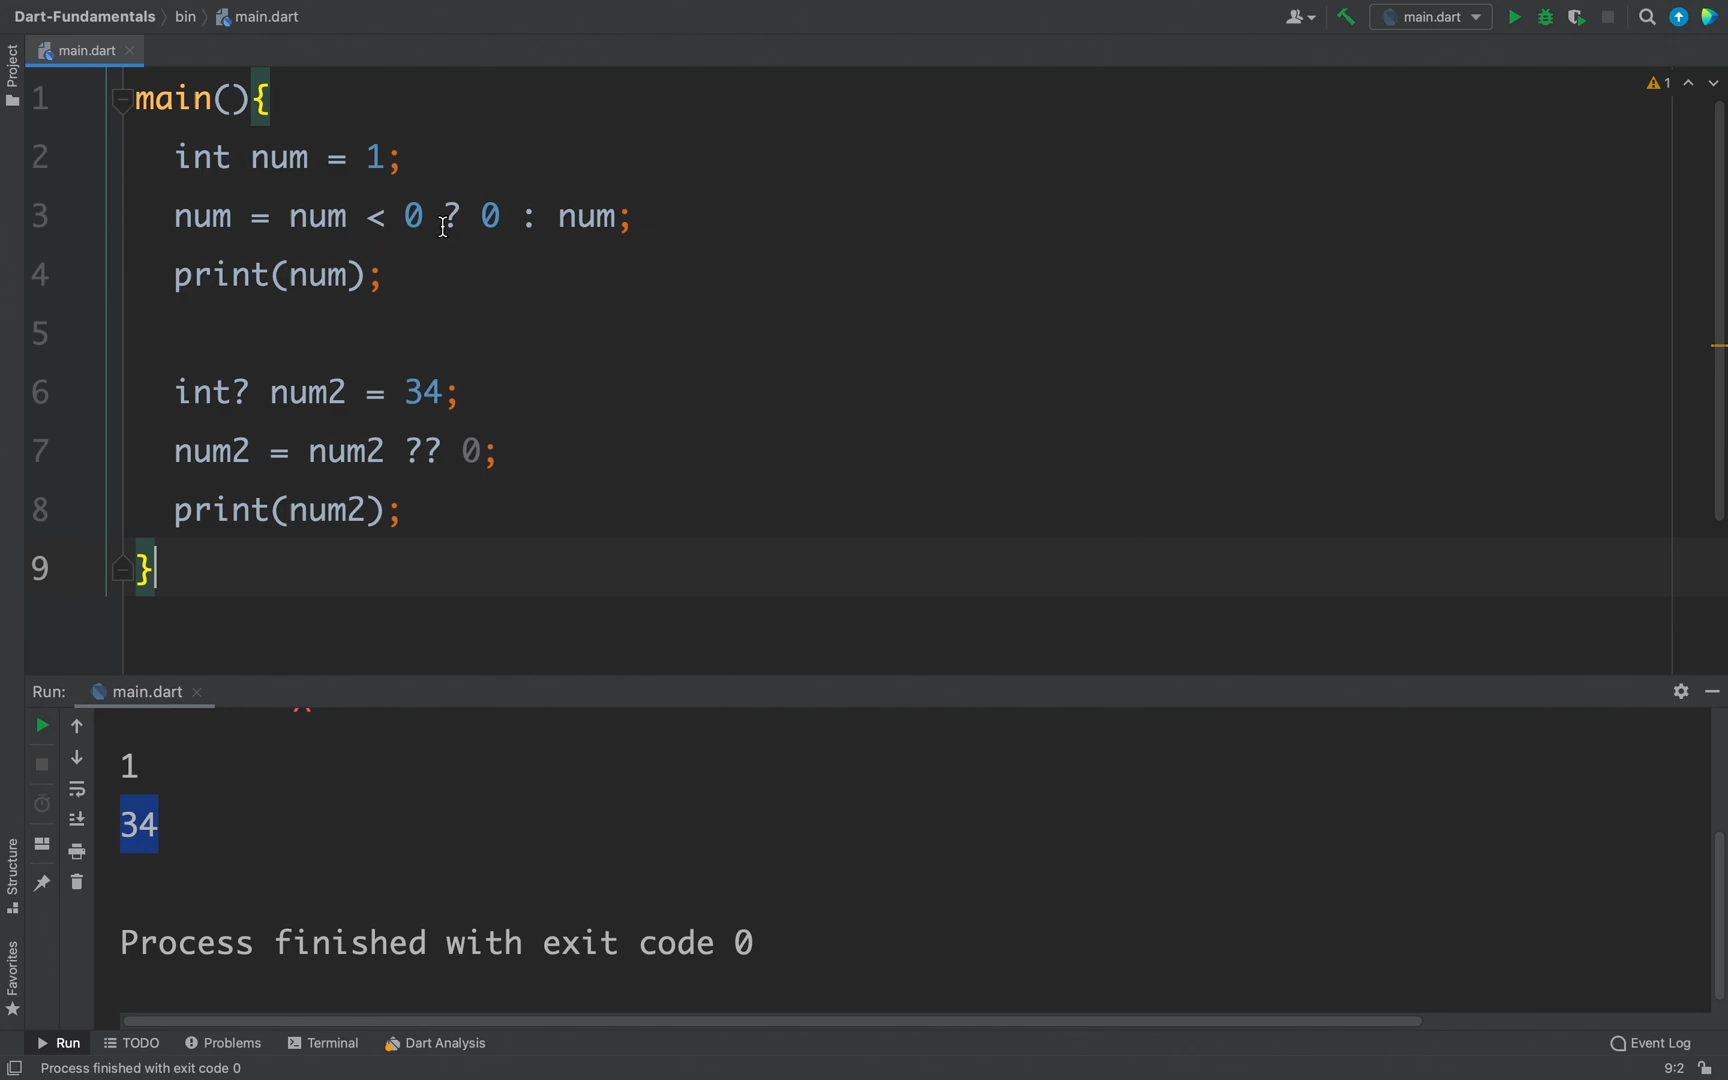 Dart-Fundamentals bin main.dart
main.dart
main.dart
Project
1 main(){
1
2 int num = 1;
3 num = num < 0 ? 0 : num;
4 print(num);
5
6 int? num2 = 34;
7 num2 = num2 ?? 0;
8 print(num2);
9 }
Run: main.dart
1
34
Process finished with exit code 0
Structure
Favorites
Run TODO Problems Terminal Dart Analysis Event Log
Process finished with exit code 0 9:2